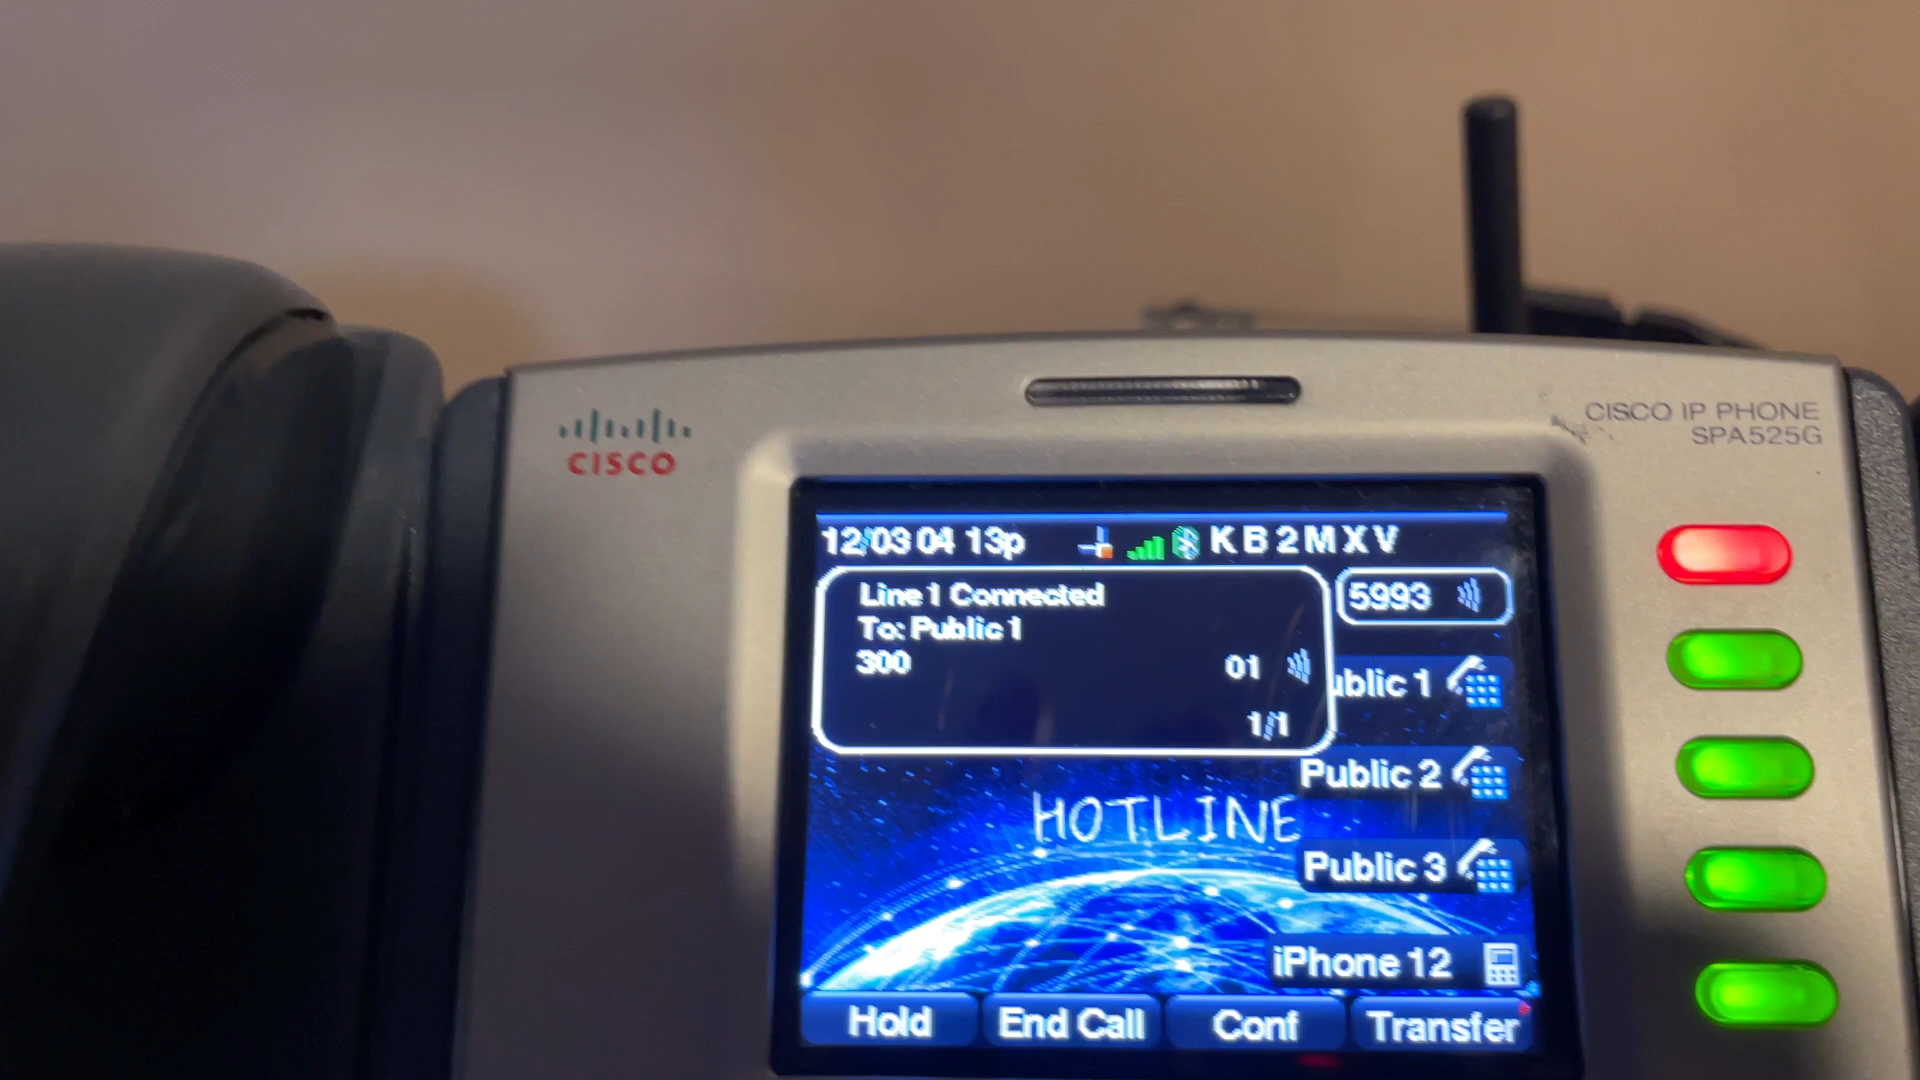 CISCO
CISCO IP PHONE
SPA525G
12/03 04 13p KB2MXV
Line 1 Connected
To: Public 1
300 01
1/1
5993
ublic 1
Public 2
HOTLINE
Public 3
iPhone 12
Hold End Call Conf Transfer